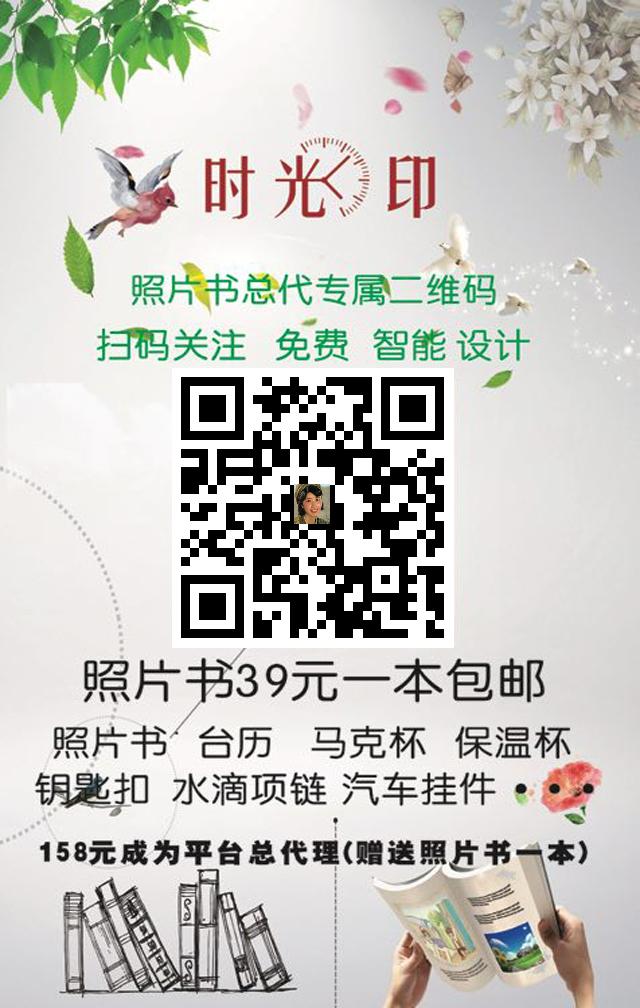 时光印
照片书总代专属二维码
扫码关注 免费 智能 设计
照片书39元一本包邮
照片书 台历 马克杯 保温杯
钥匙扣 水滴项链 汽车挂件
158元成为平台总代理(赠送照片书一本)